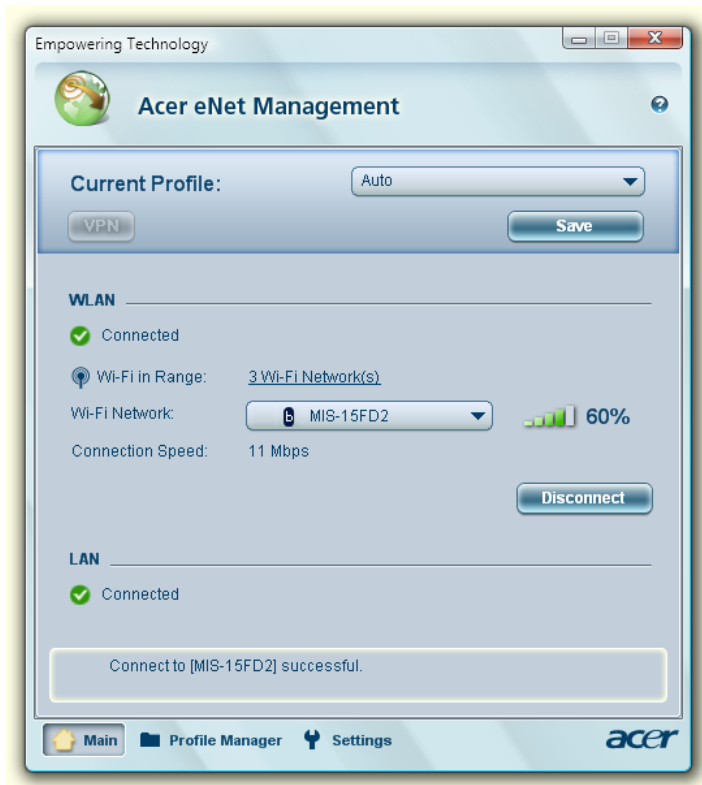 Empowering Technology
Acer eNet Management
Current Profile:
Auto
VPN
Save
WLAN
Connected
Wi-Fi in Range:
3 Wi-Fi Network(s)
Wi-Fi Network:
b MIS-15FD2
60%
Connection Speed:
11 Mbps
Disconnect
LAN
Connected
Connect to [MIS-15FD2] successful.
Main
Profile Manager
Settings
acer